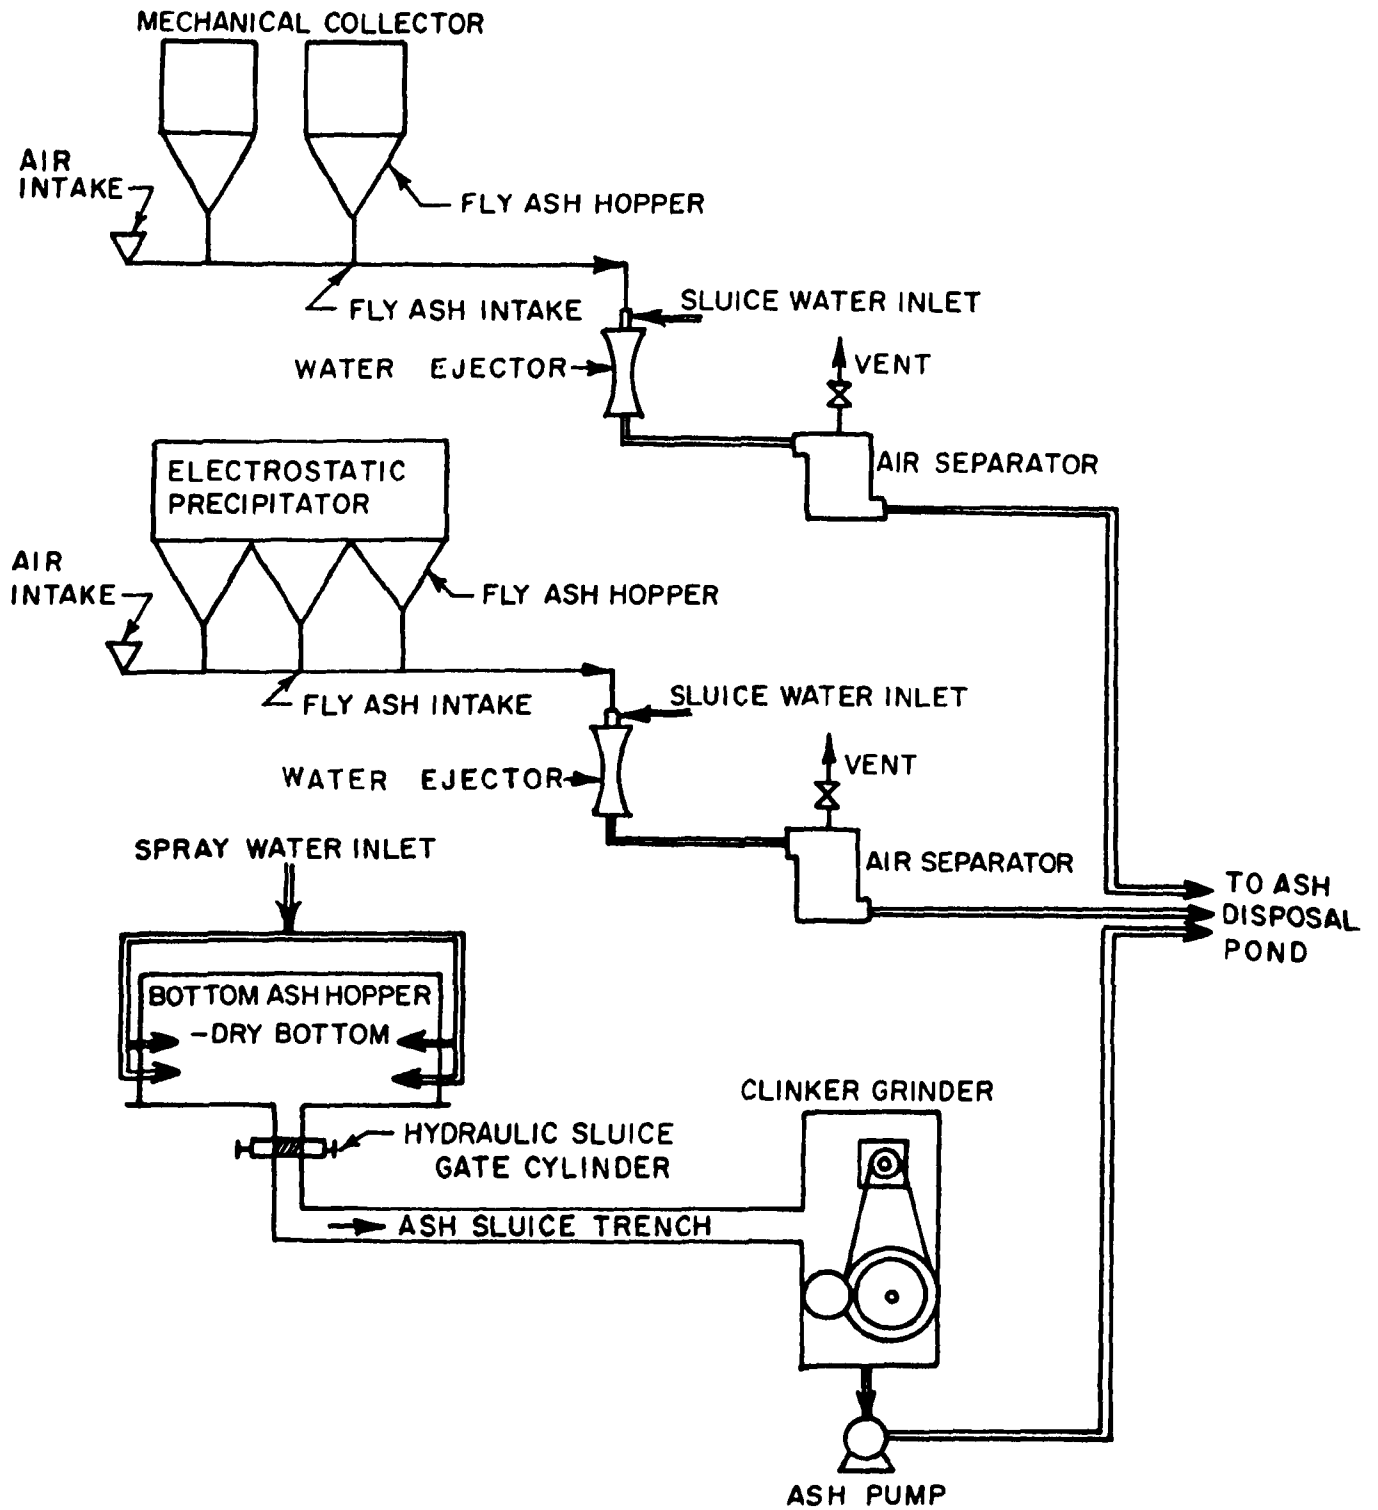 MECHANICAL COLLECTOR
AIR
INTAKE
FLY ASH HOPPER
FLY ASH INTAKE
SLUICE WATER INLET
WATER EJECTOR
VENT
AIR SEPARATOR
ELECTROSTATIC
PRECIPITATOR
AIR
INTAKE
FLY ASH HOPPER
FLY ASH INTAKE
SLUICE WATER INLET
WATER EJECTOR
VENT
AIR SEPARATOR
SPRAY WATER INLET
TO ASH
DISPOSAL
POND
BOTTOM ASH HOPPER
-DRY BOTTOM
CLINKER GRINDER
HYDRAULIC SLUICE
GATE CYLINDER
ASH SLUICE TRENCH
ASH PUMP